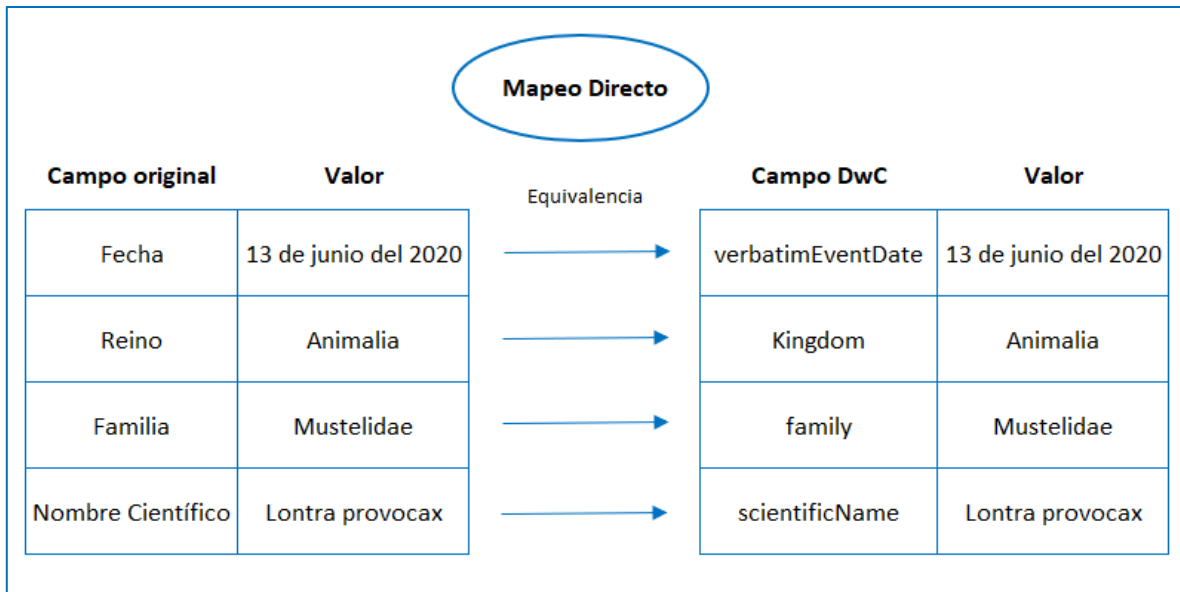 Mapeo Directo
Campo original Valor Equivalencia Campo DwC Valor
Fecha 13 de junio del 2020 verbatimEventDate 13 de junio del 2020
Reino Animalia Kingdom Animalia
Familia Mustelidae family Mustelidae
Nombre Científico Lontra provocax scientificName Lontra provocax